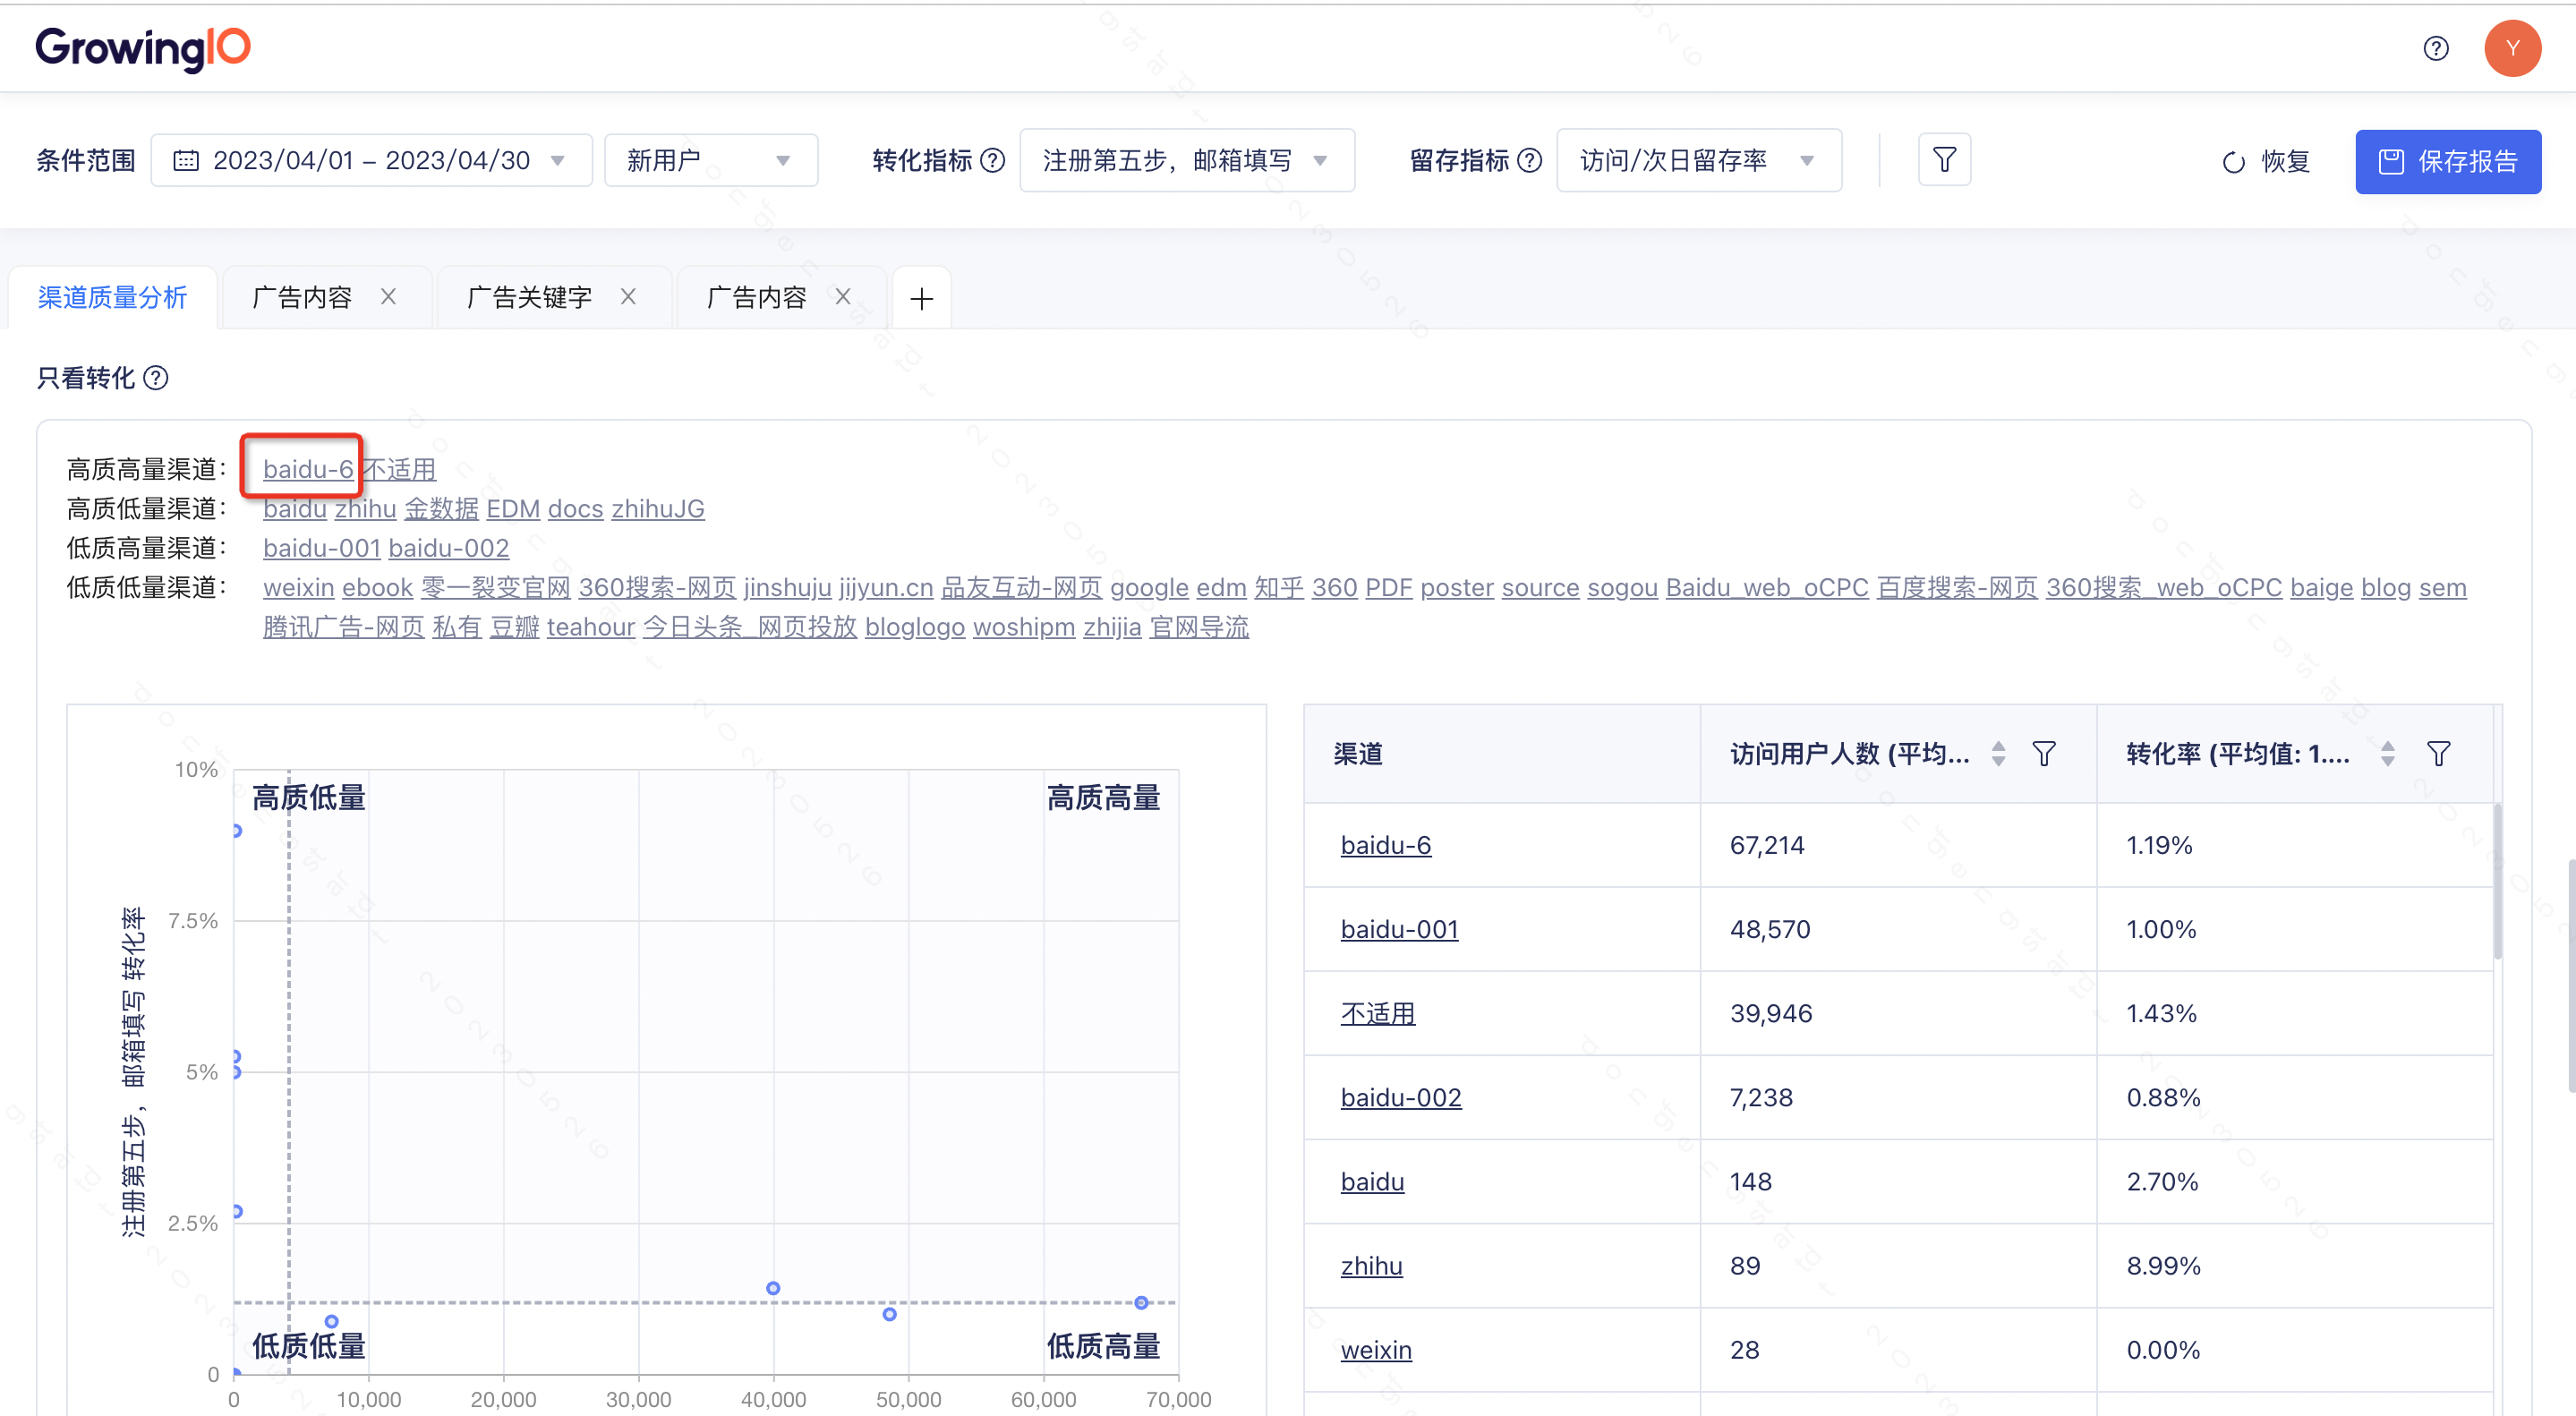 GrowingIO
Y
条件范围 2023/04/01 – 2023/04/30 新用户 转化指标 注册第五步，邮箱填写 留存指标 访问/次日留存率 恢复 保存报告
渠道质量分析 广告内容 广告关键字 广告内容
只看转化
高质高量渠道： baidu-6 不适用
高质低量渠道： baidu zhihu 金数据 EDM docs zhihuJG
低质高量渠道： baidu-001 baidu-002
低质低量渠道： weixin ebook 零一裂变官网 360搜索-网页 jinshuju jijyun.cn 品友互动-网页 google edm 知乎 360 PDF poster source sogou Baidu_web_oCPC 百度搜索-网页 360搜索_web_oCPC baige blog sem
腾讯广告-网页 私有 豆瓣 teahour 今日头条_网页投放 bloglogo woshipm zhijia 官网导流
注册第五步，邮箱填写 转化率
10%
7.5%
5%
2.5%
0
高质低量 高质高量
低质低量 低质高量
0 10,000 20,000 30,000 40,000 50,000 60,000 70,000
渠道 访问用户人数 (平均... 转化率 (平均值: 1....
baidu-6 67,214 1.19%
baidu-001 48,570 1.00%
不适用 39,946 1.43%
baidu-002 7,238 0.88%
baidu 148 2.70%
zhihu 89 8.99%
weixin 28 0.00%